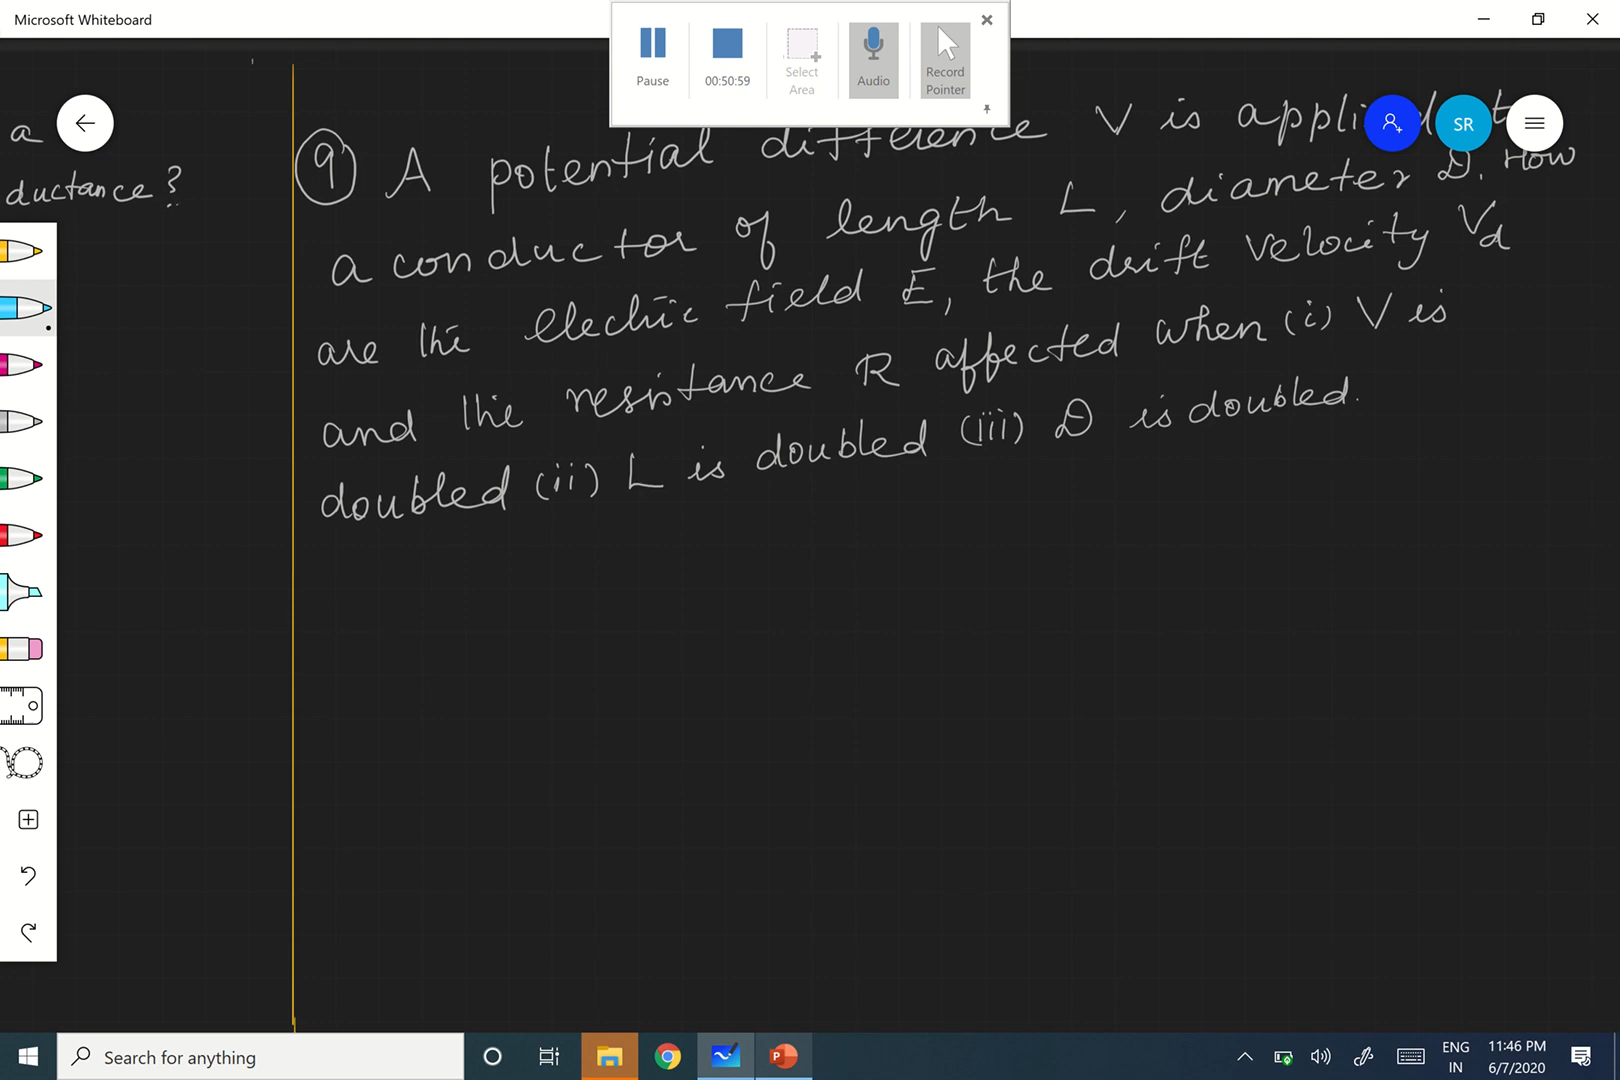 Microsoft Whiteboard
Pause
00:50:59
Select
Area
Audio
Record
Pointer
SR
a
ductance?
9 A potential difference V is applied t
a conductor of length L, diameter D. How
are the electric field E, the drift velocity Vd
and the resistance R affected when (i) V is
doubled (ii) L is doubled (iii) D is doubled.
Search for anything
ENG
IN
11:46 PM
6/7/2020